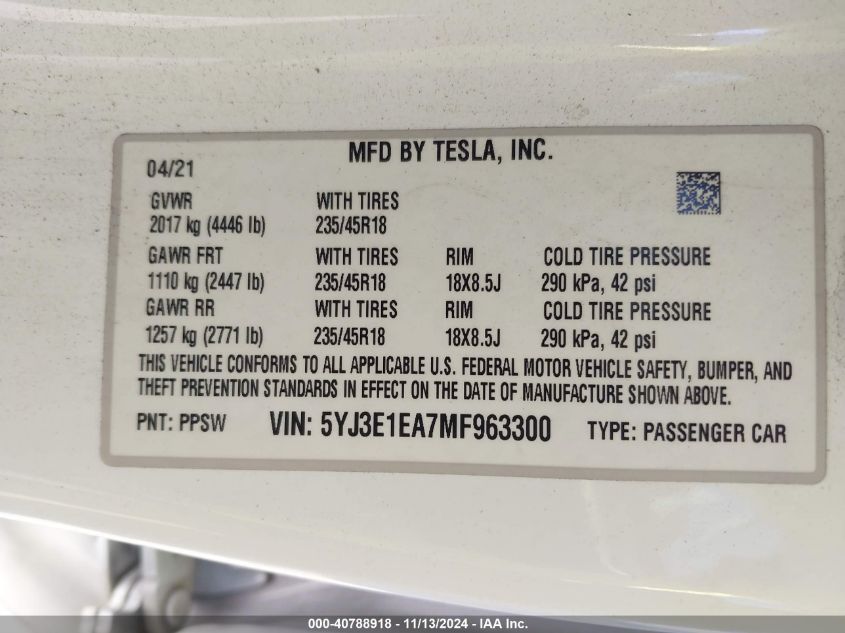 MFD BY TESLA, INC.
04/21
GVWR WITH TIRES
2017 kg (4446 lb) 235/45R18
GAWR FRT WITH TIRES RIM COLD TIRE PRESSURE
1110 kg (2447 lb) 235/45R18 18X8.5J 290 kPa, 42 psi
GAWR RR WITH TIRES RIM COLD TIRE PRESSURE
1257 kg (2771 lb) 235/45R18 18X8.5J 290 kPa, 42 psi
THIS VEHICLE CONFORMS TO ALL APPLICABLE U.S. FEDERAL MOTOR VEHICLE SAFETY, BUMPER, AND
THEFT PREVENTION STANDARDS IN EFFECT ON THE DATE OF MANUFACTURE SHOWN ABOVE.
PNT: PPSW VIN: 5YJ3E1EA7MF963300 TYPE: PASSENGER CAR
000-40788918 - 11/13/2024 - IAA Inc.